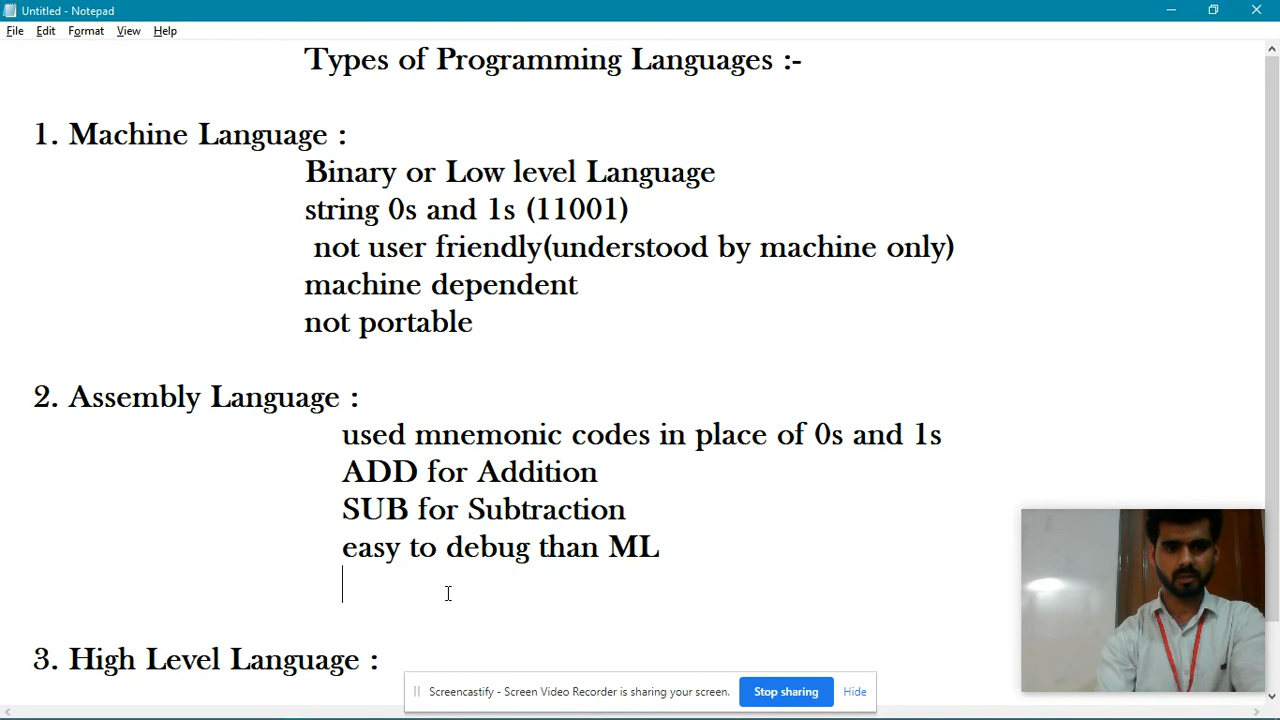 Untitled - Notepad
File Edit Format View Help
Types of Programming Languages :-
1. Machine Language :
Binary or Low level Language
string 0s and 1s (11001)
not user friendly(understood by machine only)
machine dependent
not portable
2. Assembly Language :
used mnemonic codes in place of 0s and 1s
ADD for Addition
SUB for Subtraction
easy to debug than ML
3. High Level Language :
Screencastify - Screen Video Recorder is sharing your screen. Stop sharing Hide